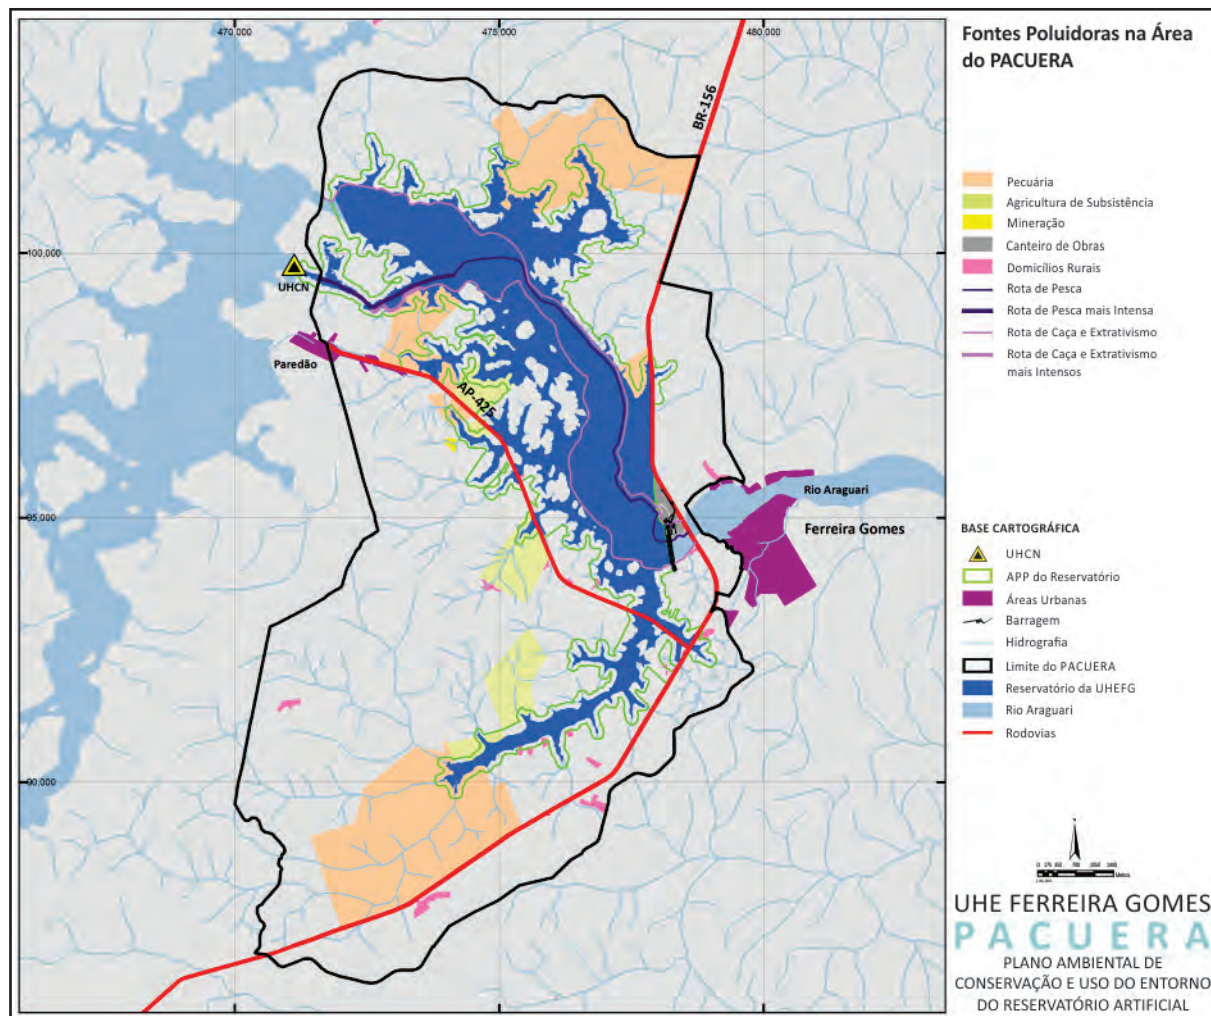 470,000
475,000
480,000
Fontes Poluidoras na Área
do PACUERA
BR-156
Pecuária
Agricultura de Subsistência
Mineração
Canteiro de Obras
Domicílios Rurais
Rota de Pesca
Rota de Pesca mais Intensa
Rota de Caça e Extrativismo
Rota de Caça e Extrativismo
mais Intensos
100,000
UHCN
Paredão
AP-425
Rio Araguari
95,000
Ferreira Gomes
BASE CARTOGRÁFICA
UHCN
APP do Reservatório
Áreas Urbanas
Barragem
Hidrografia
Limite do PACUERA
Reservatório da UHEFG
Rio Araguari
Rodovias
90,000
Metros
UHE FERREIRA GOMES
PACUERA
PLANO AMBIENTAL DE
CONSERVAÇÃO E USO DO ENTORNO
DO RESERVATÓRIO ARTIFICIAL